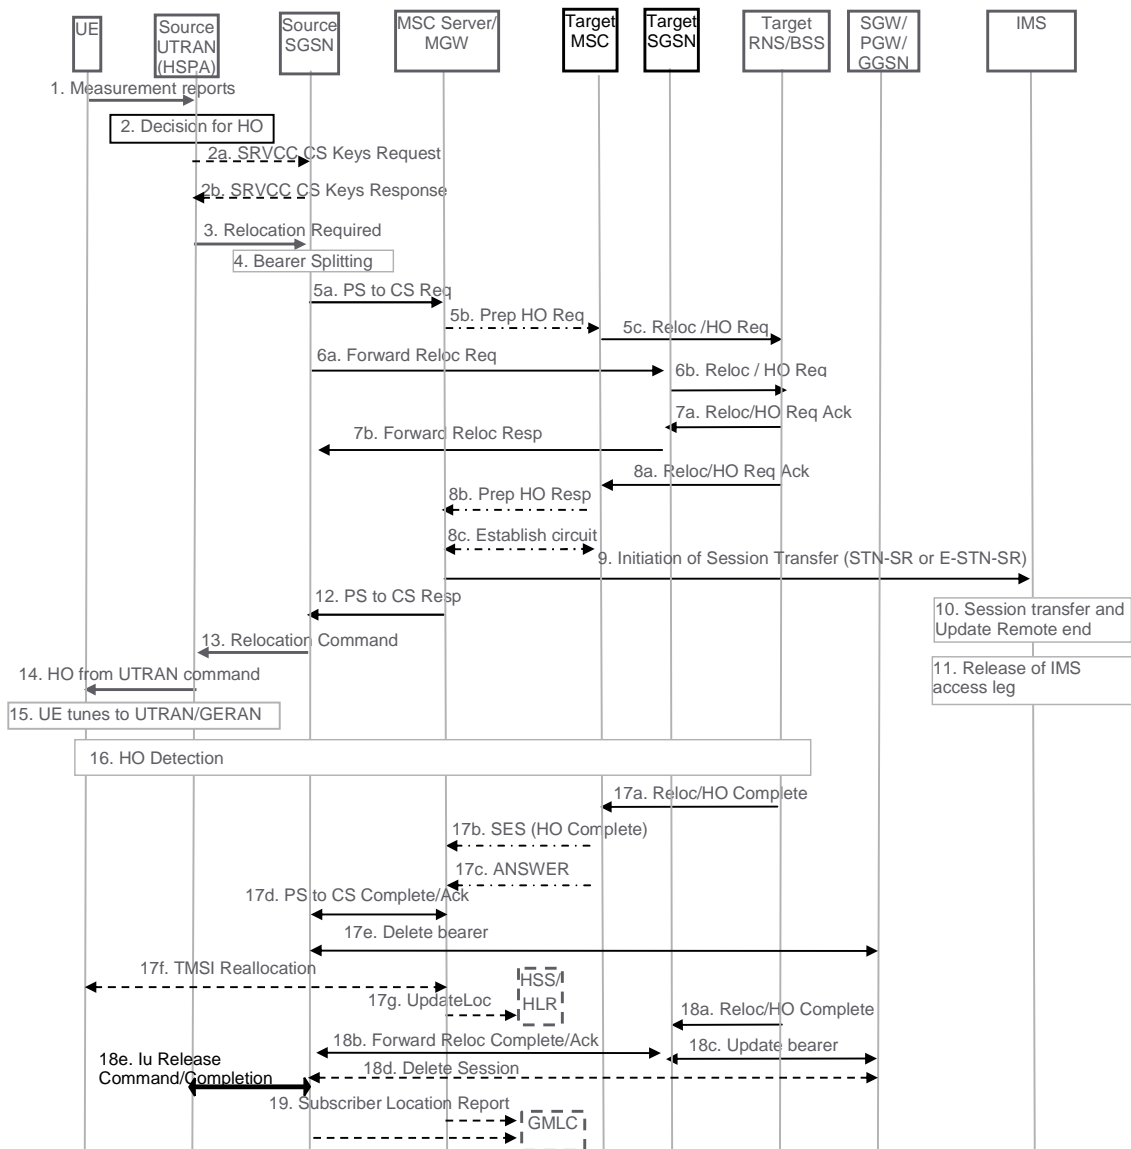 UE
Source
UTRAN
(HSPA)
Source
SGSN
MSC Server/
MGW
Target
MSC
Target
SGSN
Target
RNS/BSS
SGW/
PGW/
GGSN
IMS
1. Measurement reports
2. Decision for HO
2a. SRVCC CS Keys Request
2b. SRVCC CS Keys Response
3. Relocation Required
4. Bearer Splitting
5a. PS to CS Req
5b. Prep HO Req
5c. Reloc /HO Req
6a. Forward Reloc Req
6b. Reloc / HO Req
7a. Reloc/HO Req Ack
7b. Forward Reloc Resp
8a. Reloc/HO Req Ack
8b. Prep HO Resp
8c. Establish circuit
9. Initiation of Session Transfer (STN-SR or E-STN-SR)
12. PS to CS Resp
10. Session transfer and
Update Remote end
13. Relocation Command
11. Release of IMS
access leg
14. HO from UTRAN command
15. UE tunes to UTRAN/GERAN
16. HO Detection
17a. Reloc/HO Complete
17b. SES (HO Complete)
17c. ANSWER
17d. PS to CS Complete/Ack
17e. Delete bearer
17f. TMSI Reallocation
HSS/
HLR
17g. UpdateLoc
18a. Reloc/HO Complete
18b. Forward Reloc Complete/Ack
18c. Update bearer
18e. Iu Release
Command/Completion
18d. Delete Session
19. Subscriber Location Report
GMLC